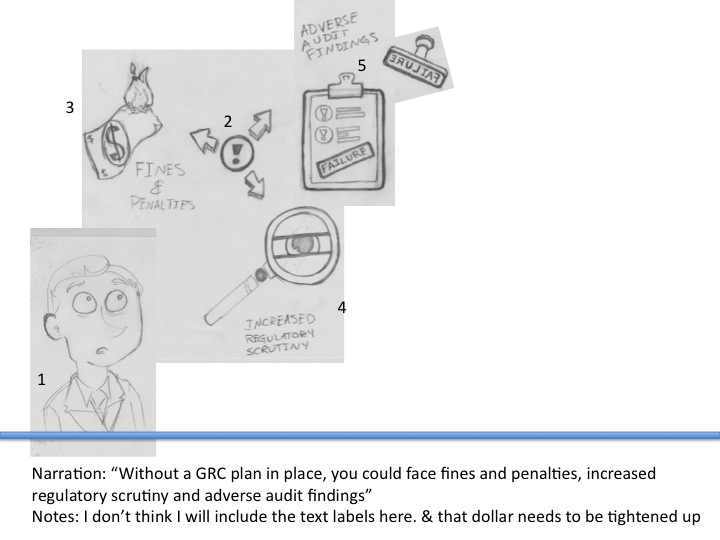 ADVERSE
AUDIT
FINDINGS
FAILURE
5
3
2
$
$
$
!
!
!
FAILURE
FINES
&
PENALTIES
4
INCREASED
REGULATORY
SCRUTINY
1
Narration: “Without a GRC plan in place, you could face fines and penalties, increased
regulatory scrutiny and adverse audit findings”
Notes: I don’t think I will include the text labels here. & that dollar needs to be tightened up